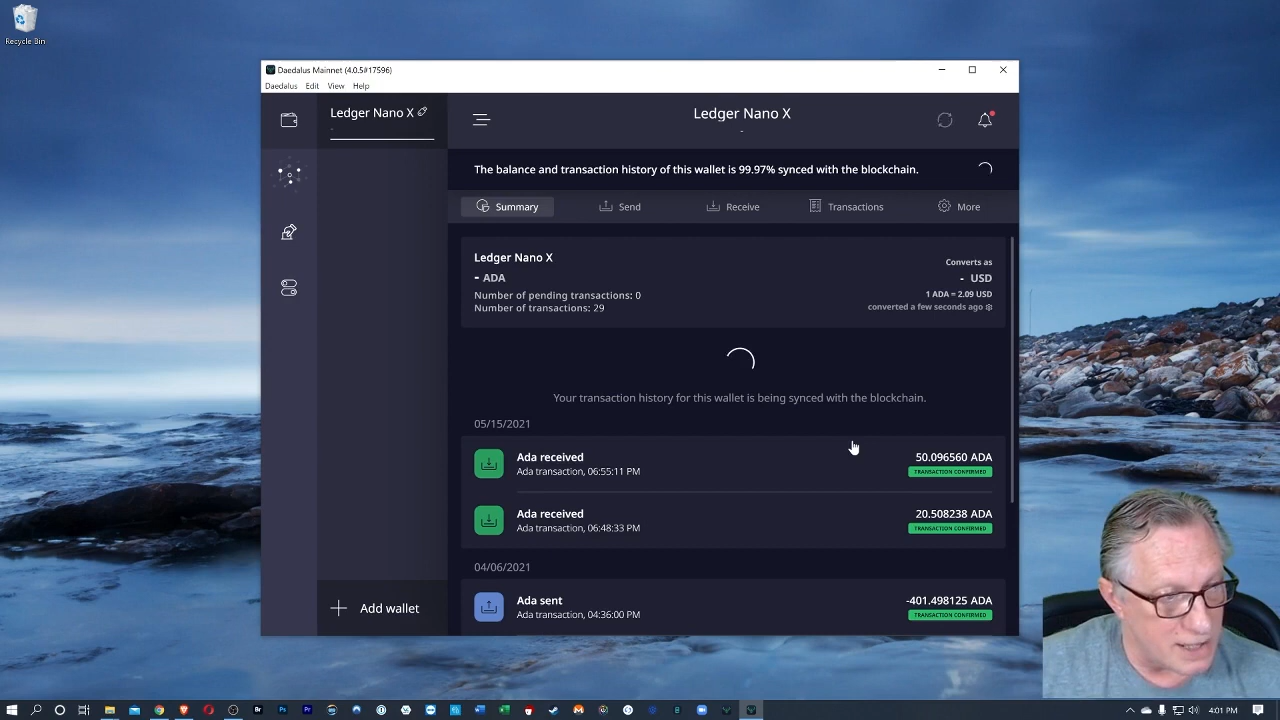 Recycle Bin
Daedalus Mainnet (4.0.5#17596)
Daedalus Edit View Help
Ledger Nano X
Ledger Nano X
-
-
The balance and transaction history of this wallet is 99.97% synced with the blockchain.
Summary Send Receive Transactions More
Ledger Nano X
Converts as
- ADA
- USD
Number of pending transactions: 0
1 ADA = 2.09 USD
Number of transactions: 29
converted a few seconds ago
Your transaction history for this wallet is being synced with the blockchain.
05/15/2021
Ada received 50.096560 ADA
Ada transaction, 06:55:11 PM TRANSACTION CONFIRMED
Ada received 20.508238 ADA
Ada transaction, 06:48:33 PM TRANSACTION CONFIRMED
04/06/2021
Ada sent -401.498125 ADA
Ada transaction, 04:36:00 PM TRANSACTION CONFIRMED
Add wallet
Br Ps Pr
4:01 PM